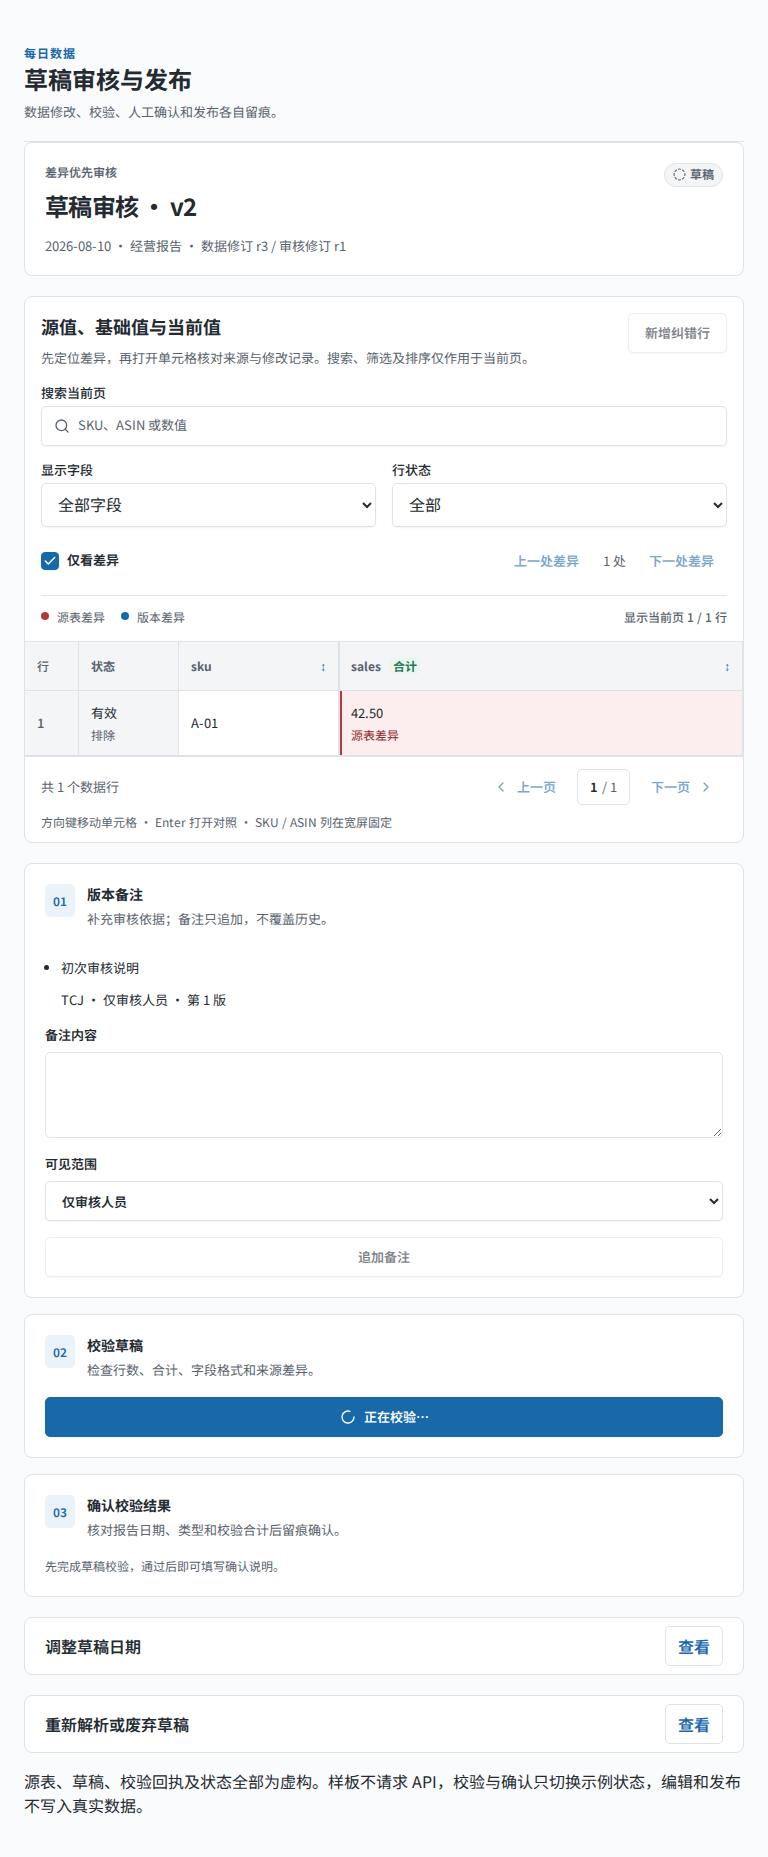 每日数据
草稿审核与发布
数据修改、校验、人工确认和发布各自留痕。
差异优先审核
草稿
草稿审核 · v2
2026-08-10 · 经营报告 · 数据修订 r3 / 审核修订 r1
源值、基础值与当前值
新增纠错行
先定位差异，再打开单元格核对来源与修改记录。搜索、筛选及排序仅作用于当前页。
搜索当前页
SKU、ASIN 或数值
显示字段
行状态
全部字段
全部
仅看差异
上一处差异
1 处
下一处差异
源表差异
版本差异
显示当前页 1 / 1 行
行
状态
sku
↕
sales
合计
↕
1
有效
排除
A-01
42.50
源表差异
共 1 个数据行
上一页
1 / 1
下一页
方向键移动单元格 · Enter 打开对照 · SKU / ASIN 列在宽屏固定
01
版本备注
补充审核依据；备注只追加，不覆盖历史。
初次审核说明
TCJ · 仅审核人员 · 第 1 版
备注内容
可见范围
仅审核人员
追加备注
02
校验草稿
检查行数、合计、字段格式和来源差异。
正在校验…
03
确认校验结果
核对报告日期、类型和校验合计后留痕确认。
先完成草稿校验，通过后即可填写确认说明。
调整草稿日期
查看
重新解析或废弃草稿
查看
源表、草稿、校验回执及状态全部为虚构。样板不请求 API，校验与确认只切换示例状态，编辑和发布
不写入真实数据。